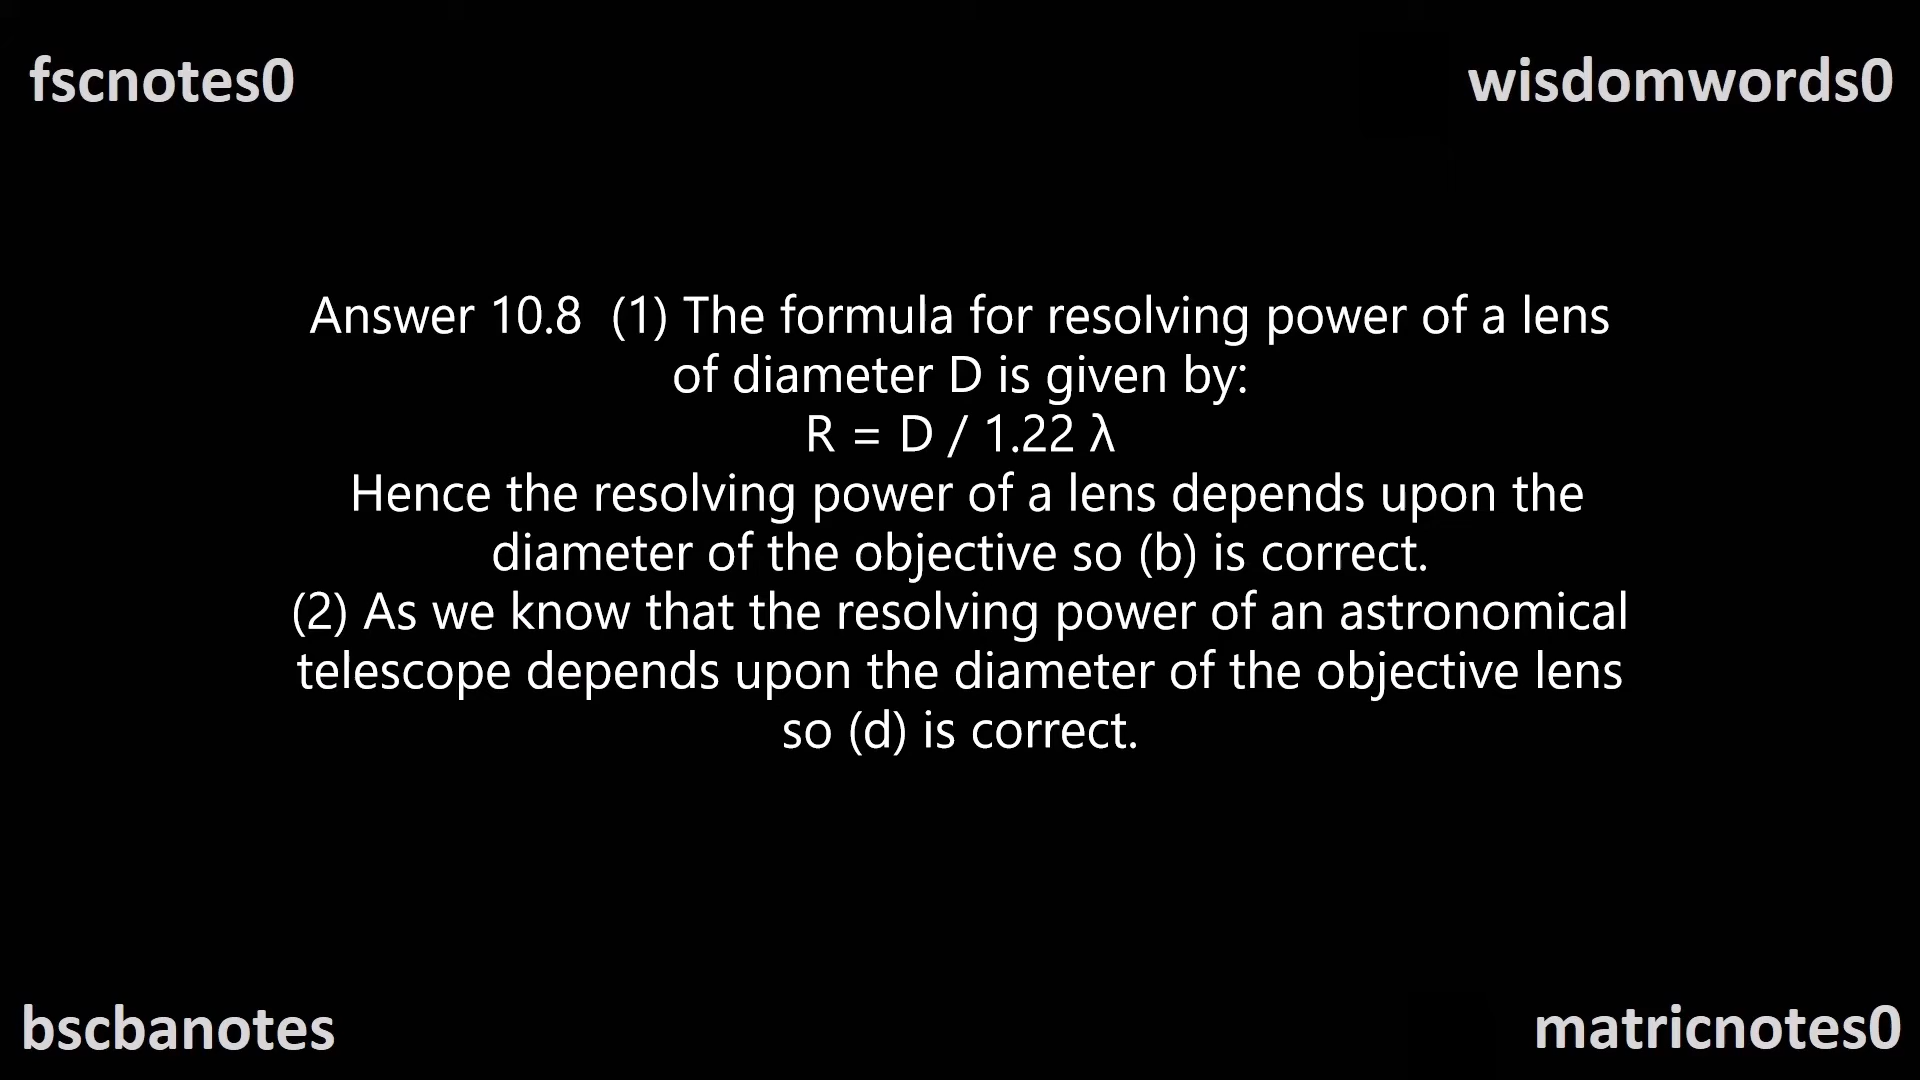 fscnotes0
wisdomwords0
Answer 10.8  (1) The formula for resolving power of a lens
of diameter D is given by:
R = D / 1.22 λ
Hence the resolving power of a lens depends upon the
diameter of the objective so (b) is correct.
(2) As we know that the resolving power of an astronomical
telescope depends upon the diameter of the objective lens
so (d) is correct.
bscbanotes
matricnotes0